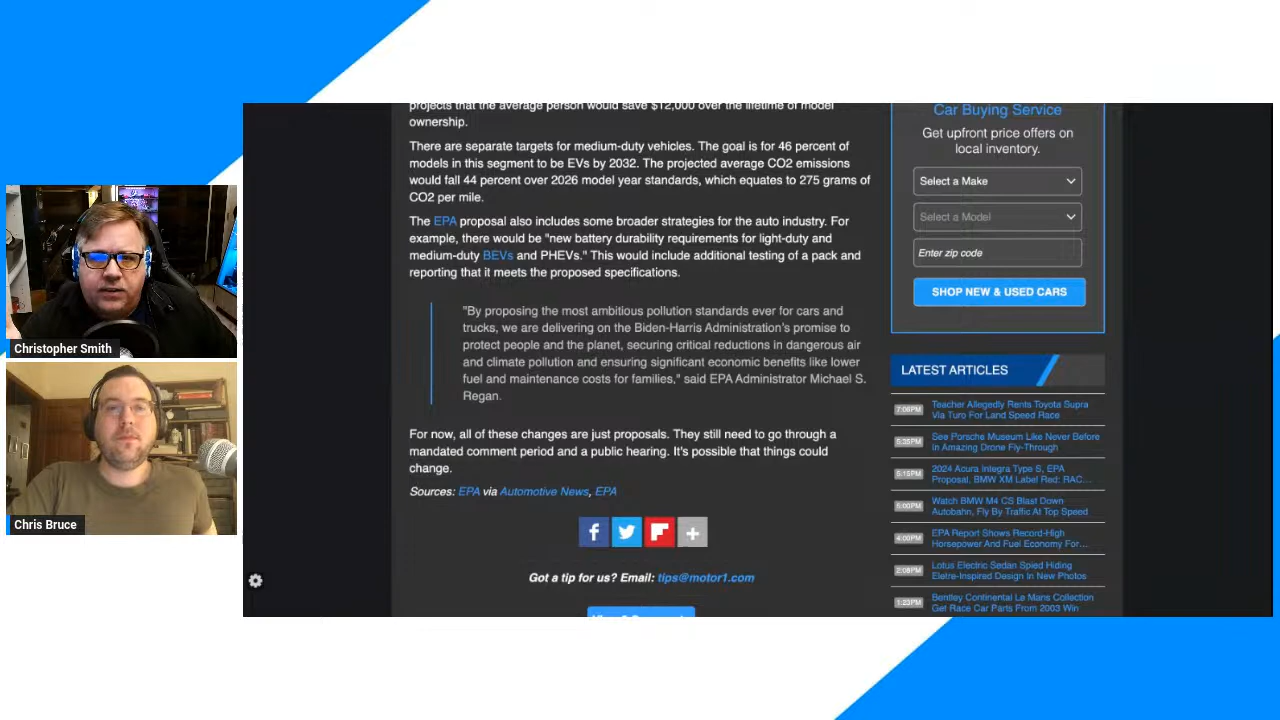 projects that the average person would save $12,000 over the lifetime of model
ownership.
There are separate targets for medium-duty vehicles. The goal is for 46 percent of
models in this segment to be EVs by 2032. The projected average CO2 emissions
would fall 44 percent over 2026 model year standards, which equates to 275 grams of
CO2 per mile.
The EPA proposal also includes some broader strategies for the auto industry. For
example, there would be "new battery durability requirements for light-duty and
medium-duty BEVs and PHEVs." This would include additional testing of a pack and
reporting that it meets the proposed specifications.
"By proposing the most ambitious pollution standards ever for cars and
trucks, we are delivering on the Biden-Harris Administration's promise to
protect people and the planet, securing critical reductions in dangerous air
and climate pollution and ensuring significant economic benefits like lower
fuel and maintenance costs for families," said EPA Administrator Michael S.
Regan.
For now, all of these changes are just proposals. They still need to go through a
mandated comment period and a public hearing. It's possible that things could
change.
Sources: EPA via Automotive News, EPA
Got a tip for us? Email: tips@motor1.com
Car Buying Service
Get upfront price offers on
local inventory.
Select a Make
Select a Model
Enter zip code
SHOP NEW & USED CARS
LATEST ARTICLES
7:06PM
Teacher Allegedly Rents Toyota Supra
Via Turo For Land Speed Race
5:35PM
See Porsche Museum Like Never Before
In Amazing Drone Fly-Through
5:15PM
2024 Acura Integra Type S, EPA
Proposal, BMW XM Label Red: RAC...
5:00PM
Watch BMW M4 CS Blast Down
Autobahn, Fly By Traffic At Top Speed
4:00PM
EPA Report Shows Record-High
Horsepower And Fuel Economy For...
2:08PM
Lotus Electric Sedan Spied Hiding
Eletre-Inspired Design In New Photos
1:23PM
Bentley Continental Le Mans Collection
Get Race Car Parts From 2003 Win
Christopher Smith
Chris Bruce